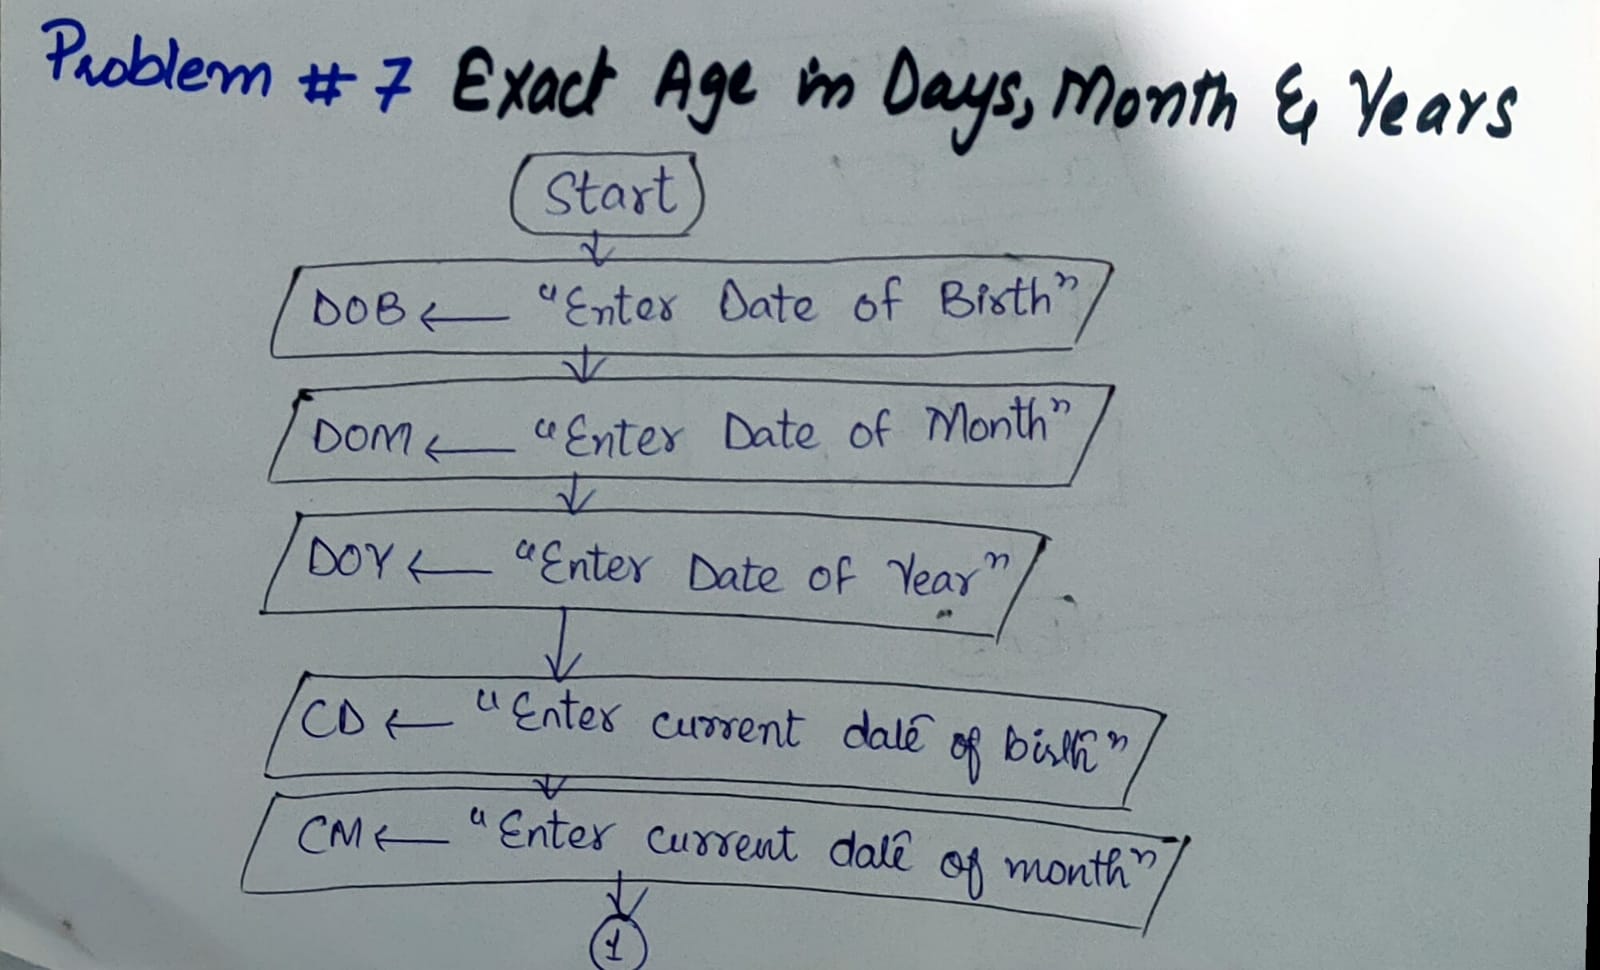 Problem # 7 Exact Age in Days, Month & Years
Start
DOB ← "Enter Date of Birth"
DOM ← "Enter Date of Month"
DOY ← "Enter Date of Year"
CD ← "Enter current date of birth"
CM ← "Enter current date of month"
1